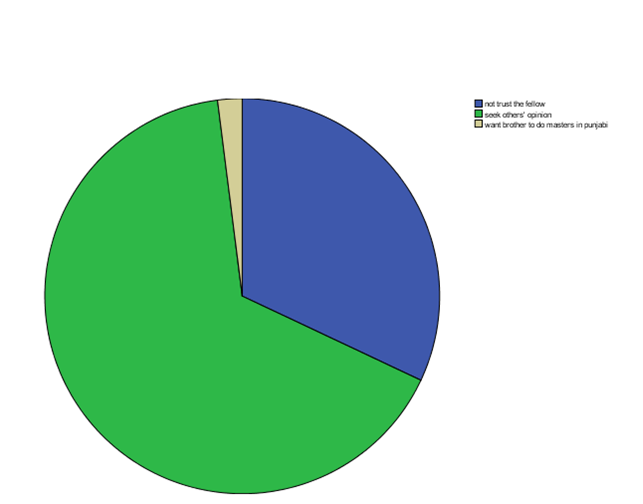 not trust the fellow
seek others' opinion
want brother to do masters in punjabi